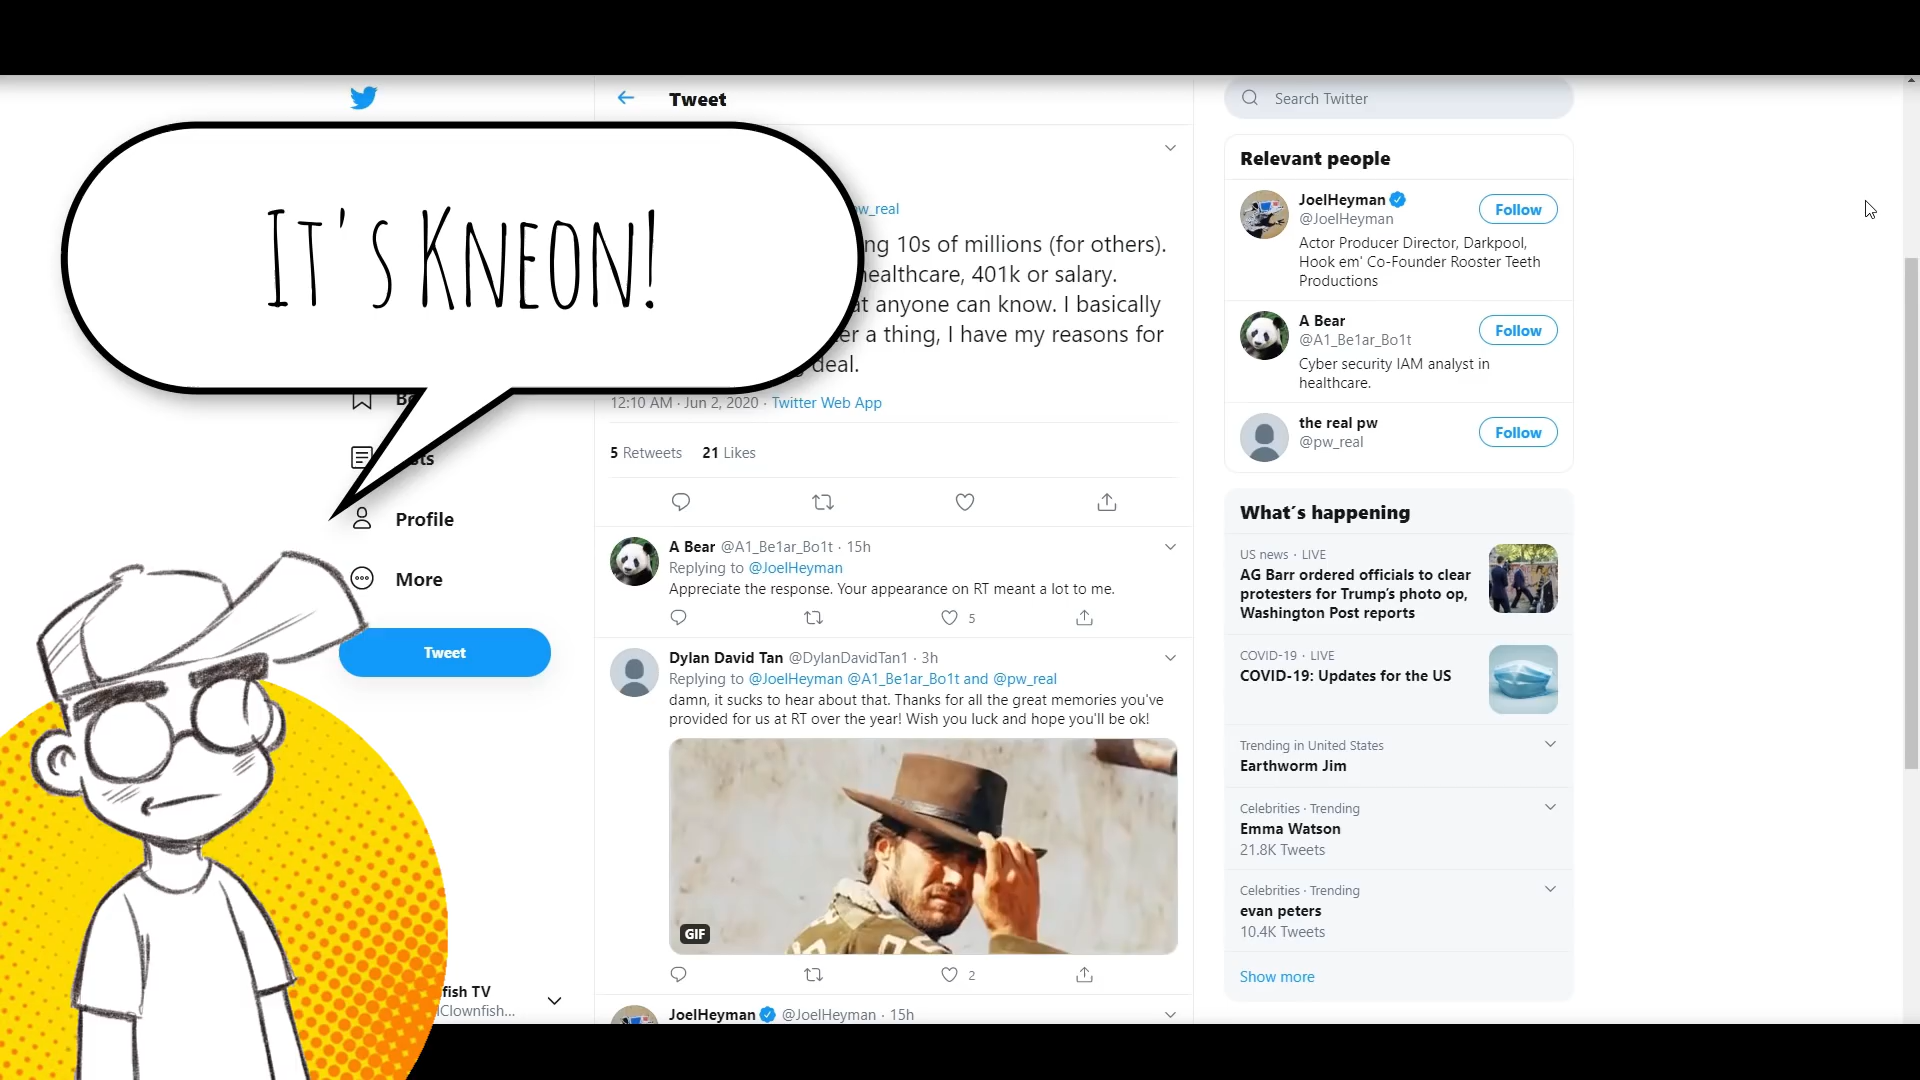 Tweet
Search Twitter
It's Kneon!
w_real
ng 10s of millions (for others).
ealthcare, 401k or salary.
at anyone can know. I basically
er a thing, I have my reasons for
deal.
12:10 AM · Jun 2, 2020 · Twitter Web App
5 Retweets 21 Likes
Profile
More
Tweet
fish TV
lClownfish...
A Bear @A1_Be1ar_Bo1t · 15h
Replying to @JoelHeyman
Appreciate the response. Your appearance on RT meant a lot to me.
5
Dylan David Tan @DylanDavidTan1 · 3h
Replying to @JoelHeyman @A1_Be1ar_Bo1t and @pw_real
damn, it sucks to hear about that. Thanks for all the great memories you've
provided for us at RT over the year! Wish you luck and hope you'll be ok!
GIF
2
JoelHeyman @JoelHeyman · 15h
Relevant people
JoelHeyman
@JoelHeyman
Follow
Actor Producer Director, Darkpool,
Hook em' Co-Founder Rooster Teeth
Productions
A Bear
@A1_Be1ar_Bo1t
Follow
Cyber security IAM analyst in
healthcare.
the real pw
@pw_real
Follow
What's happening
US news · LIVE
AG Barr ordered officials to clear
protesters for Trump's photo op,
Washington Post reports
COVID-19 · LIVE
COVID-19: Updates for the US
Trending in United States
Earthworm Jim
Celebrities · Trending
Emma Watson
21.8K Tweets
Celebrities · Trending
evan peters
10.4K Tweets
Show more